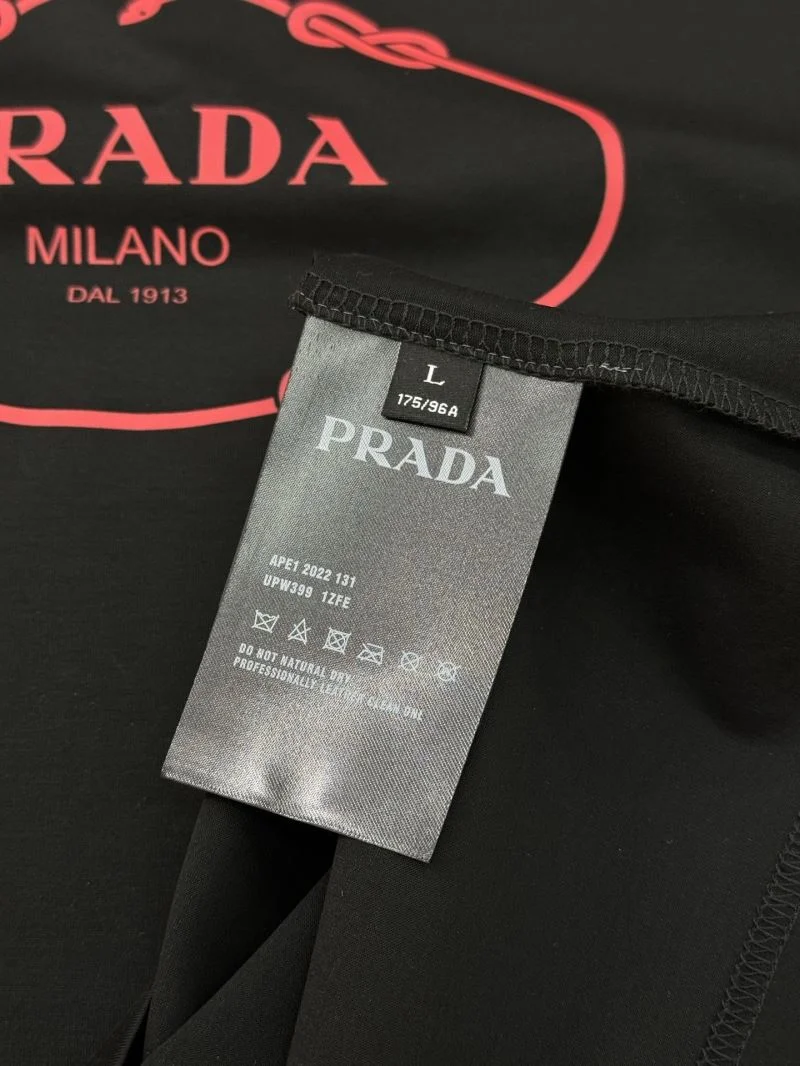 PRADA
MILANO
DAL 1913
L
175/96A
PRADA
APE1 2022 131
UPW399 1ZFE
DO NOT NATURAL DRY
PROFESSIONALLY LEATHER CLEAN ONL